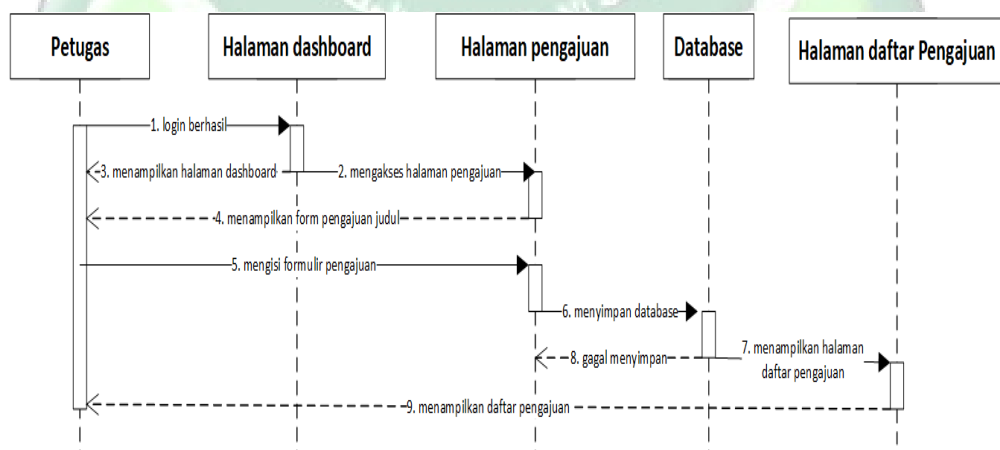 Petugas
Halaman dashboard
Halaman pengajuan
Database
Halaman daftar Pengajuan
1. login berhasil
3. menampilkan halaman dashboard
2. mengakses halaman pengajuan
4. menampilkan form pengajuan judul
5. mengisi formulir pengajuan
6. menyimpan database
7. menampilkan halaman
daftar pengajuan
8. gagal menyimpan
9. menampilkan daftar pengajuan